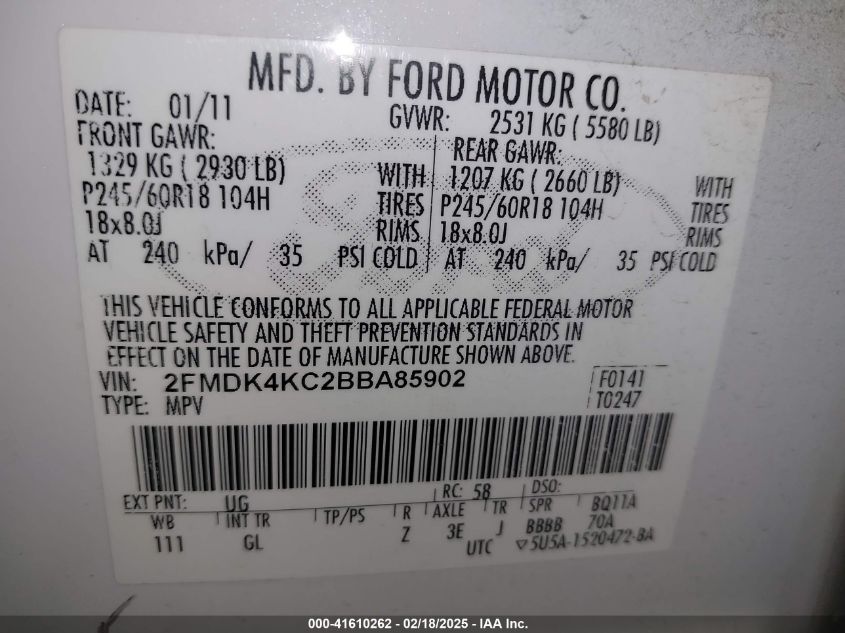 MFD. BY FORD MOTOR CO.
DATE: 01/11 GVWR: 2531 KG ( 5580 LB)
FRONT GAWR: REAR GAWR:
1329 KG ( 2930 LB) WITH 1207 KG ( 2660 LB) WITH
P245/60R18 104H TIRES P245/60R18 104H TIRES
18x8.0J RIMS 18x8.0J RIMS
AT 240 kPa/ 35 PSI COLD AT 240 kPa/ 35 PSI COLD
THIS VEHICLE CONFORMS TO ALL APPLICABLE FEDERAL MOTOR
VEHICLE SAFETY AND THEFT PREVENTION STANDARDS IN
EFFECT ON THE DATE OF MANUFACTURE SHOWN ABOVE.
VIN: 2FMDK4KC2BBA85902 F0141
TYPE: MPV T0247
EXT PNT: UG RC: 58 DSO:
WB INT TR TP/PS R AXLE TR SPR BQ11A
111 GL Z 3E J BBBB 70A
UTC ▽5U5A-1520472-BA
000-41610262 - 02/18/2025 - IAA Inc.